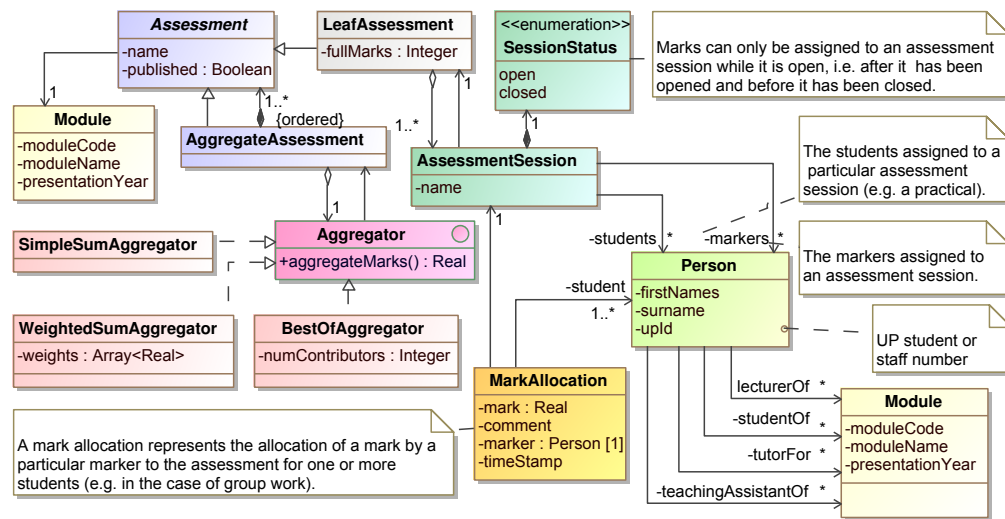 Assessment
-name
-published : Boolean
LeafAssessment
-fullMarks : Integer
<<enumeration>>
SessionStatus
open
closed
Marks can only be assigned to an assessment
session while it is open, i.e. after it has been
opened and before it has been closed.
1
Module
-moduleCode
-moduleName
-presentationYear
1..*
{ordered}
AggregateAssessment
1..*
1
1
AssessmentSession
-name
The students assigned to a
particular assessment
session (e.g. a practical).
1
1
SimpleSumAggregator
Aggregator
+aggregateMarks() : Real
-students *
-markers *
The markers assigned to
an assessment session.
Person
-firstNames
-surname
-upId
-student
1..*
WeightedSumAggregator
-weights : Array<Real>
BestOfAggregator
-numContributors : Integer
UP student or
staff number
MarkAllocation
-mark : Real
-comment
-marker : Person [1]
-timeStamp
lecturerOf *
-studentOf *
-tutorFor *
-teachingAssistantOf *
Module
-moduleCode
-moduleName
-presentationYear
A mark allocation represents the allocation of a mark by a
particular marker to the assessment for one or more
students (e.g. in the case of group work).